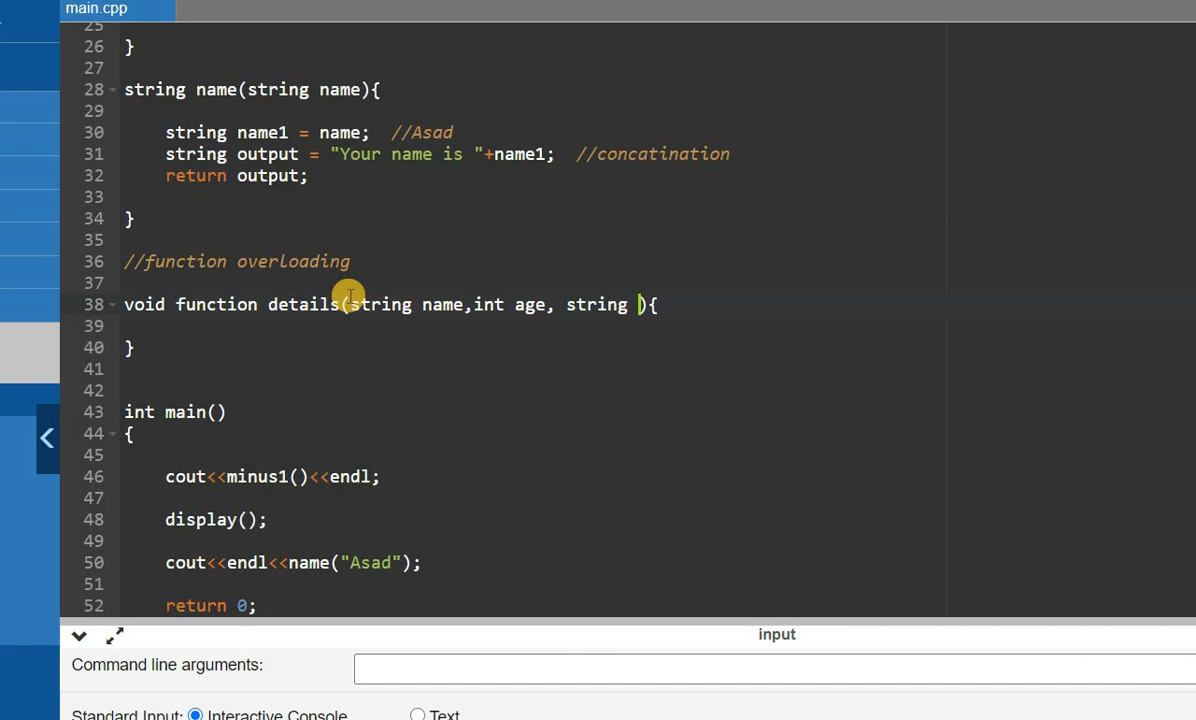 main.cpp
25
26 }
27
28 string name(string name){
29
30 string name1 = name; //Asad
31 string output = "Your name is "+name1; //concatination
32 return output;
33
34 }
35
36 //function overloading
37
38 void function details(string name,int age, string ){
39
40 }
41
42
43 int main()
44 {
45
46 cout<<minus1()<<endl;
47
48 display();
49
50 cout<<endl<<name("Asad");
51
52 return 0;
input
Command line arguments:
Standard Input: Interactive Console Text